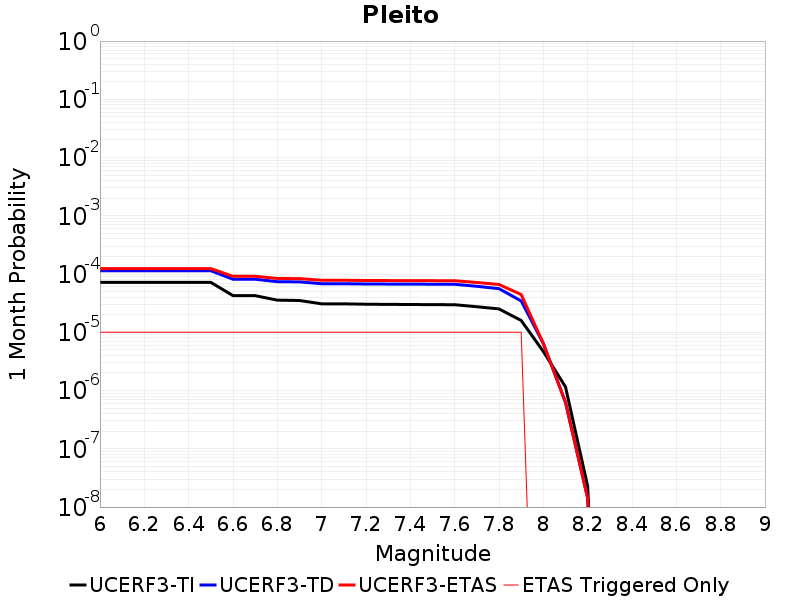 Pleito
1 Month Probability
10^0
10^-1
10^-2
10^-3
10^-4
10^-5
10^-6
10^-7
10^-8
6 6.2 6.4 6.6 6.8 7 7.2 7.4 7.6 7.8 8 8.2 8.4 8.6 8.8 9
Magnitude
UCERF3-TI UCERF3-TD UCERF3-ETAS ETAS Triggered Only